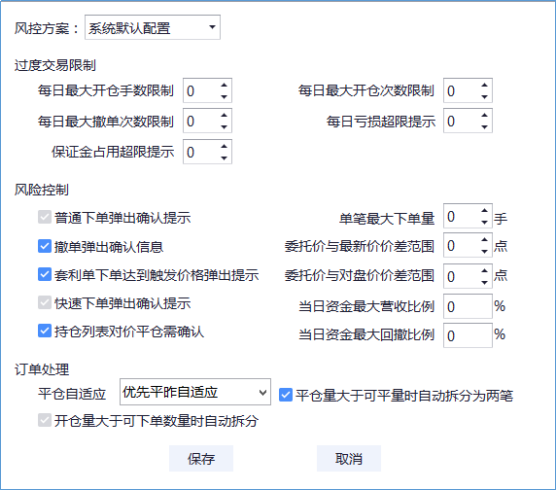 风控方案： 系统默认配置
过度交易限制
每日最大开仓手数限制 0 每日最大开仓次数限制 0
每日最大撤单次数限制 0 每日亏损超限提示 0
保证金占用超限提示 0
风险控制
普通下单弹出确认提示 单笔最大下单量 0 手
撤单弹出确认信息 委托价与最新价价差范围 0 点
套利单下单达到触发价格弹出提示 委托价与对盘价价差范围 0 点
快速下单弹出确认提示 当日资金最大营收比例 0 %
持仓列表对价平仓需确认 当日资金最大回撤比例 0 %
订单处理
平仓自适应 优先平昨自适应 平仓量大于可平量时自动拆分为两笔
开仓量大于可下单数量时自动拆分
保存 取消